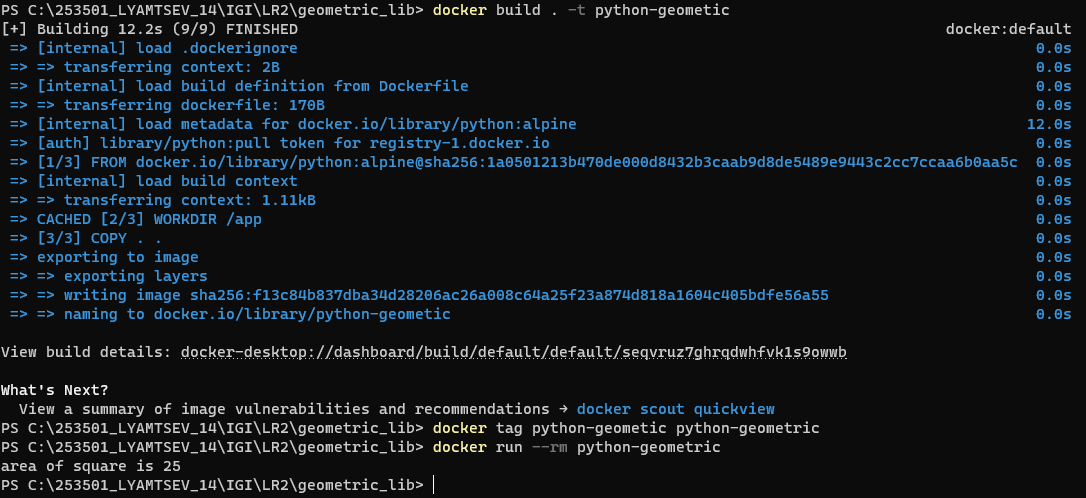 PS C:\253501_LYAMTSEV_14\IGI\LR2\geometric_lib> docker build . -t python-geometic
[+] Building 12.2s (9/9) FINISHED docker:default
=> [internal] load .dockerignore 0.0s
=> => transferring context: 2B 0.0s
=> [internal] load build definition from Dockerfile 0.0s
=> => transferring dockerfile: 170B 0.0s
=> [internal] load metadata for docker.io/library/python:alpine 12.0s
=> [auth] library/python:pull token for registry-1.docker.io 0.0s
=> [1/3] FROM docker.io/library/python:alpine@sha256:1a0501213b470de000d8432b3caab9d8de5489e9443c2cc7ccaa6b0aa5c 0.0s
=> [internal] load build context 0.0s
=> => transferring context: 1.11kB 0.0s
=> CACHED [2/3] WORKDIR /app 0.0s
=> [3/3] COPY . . 0.0s
=> exporting to image 0.0s
=> => exporting layers 0.0s
=> => writing image sha256:f13c84b837dba34d28206ac26a008c64a25f23a874d818a1604c405bdfe56a55 0.0s
=> => naming to docker.io/library/python-geometic 0.0s
View build details: docker-desktop://dashboard/build/default/default/seqvruz7ghrqdwhfvk1s9owwb
What's Next?
View a summary of image vulnerabilities and recommendations → docker scout quickview
PS C:\253501_LYAMTSEV_14\IGI\LR2\geometric_lib> docker tag python-geometic python-geometric
PS C:\253501_LYAMTSEV_14\IGI\LR2\geometric_lib> docker run --rm python-geometric
area of square is 25
PS C:\253501_LYAMTSEV_14\IGI\LR2\geometric_lib>